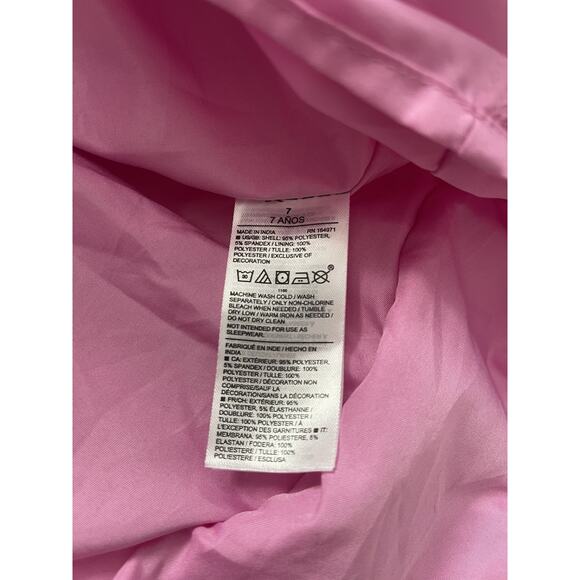 7
7 AÑOS
MADE IN INDIA RN 164971
■ US/GB: SHELL: 95% POLYESTER,
5% SPANDEX / LINING: 100%
POLYESTER / TULLE: 100%
POLYESTER / EXCLUSIVE OF
DECORATION
30
1166
MACHINE WASH COLD / WASH
SEPARATELY / ONLY NON-CHLORINE
BLEACH WHEN NEEDED / TUMBLE
DRY LOW / WARM IRON AS NEEDED /
DO NOT DRY CLEAN
NOT INTENDED FOR USE AS
SLEEPWEAR.
FABRIQUÉ EN INDE / HECHO EN
INDIA
■ CA: EXTÉRIEUR: 95% POLYESTER,
5% SPANDEX / DOUBLURE: 100%
POLYESTER / TULLE: 100%
POLYESTER / DÉCORATION NON
COMPRISE/SAUF LA
DÉCORATION/SANS LA DÉCORATION
■ FR/CH: EXTÉRIEUR: 95%
POLYESTER, 5% ÉLASTHANNE /
DOUBLURE: 100% POLYESTER /
TULLE: 100% POLYESTER / À
L'EXCEPTION DES GARNITURES ■ IT:
MEMBRANA: 95% POLIESTERE, 5%
ELASTAN / FODERA: 100%
POLIESTERE / TULLE: 100%
POLIESTERE / ESCLUSA